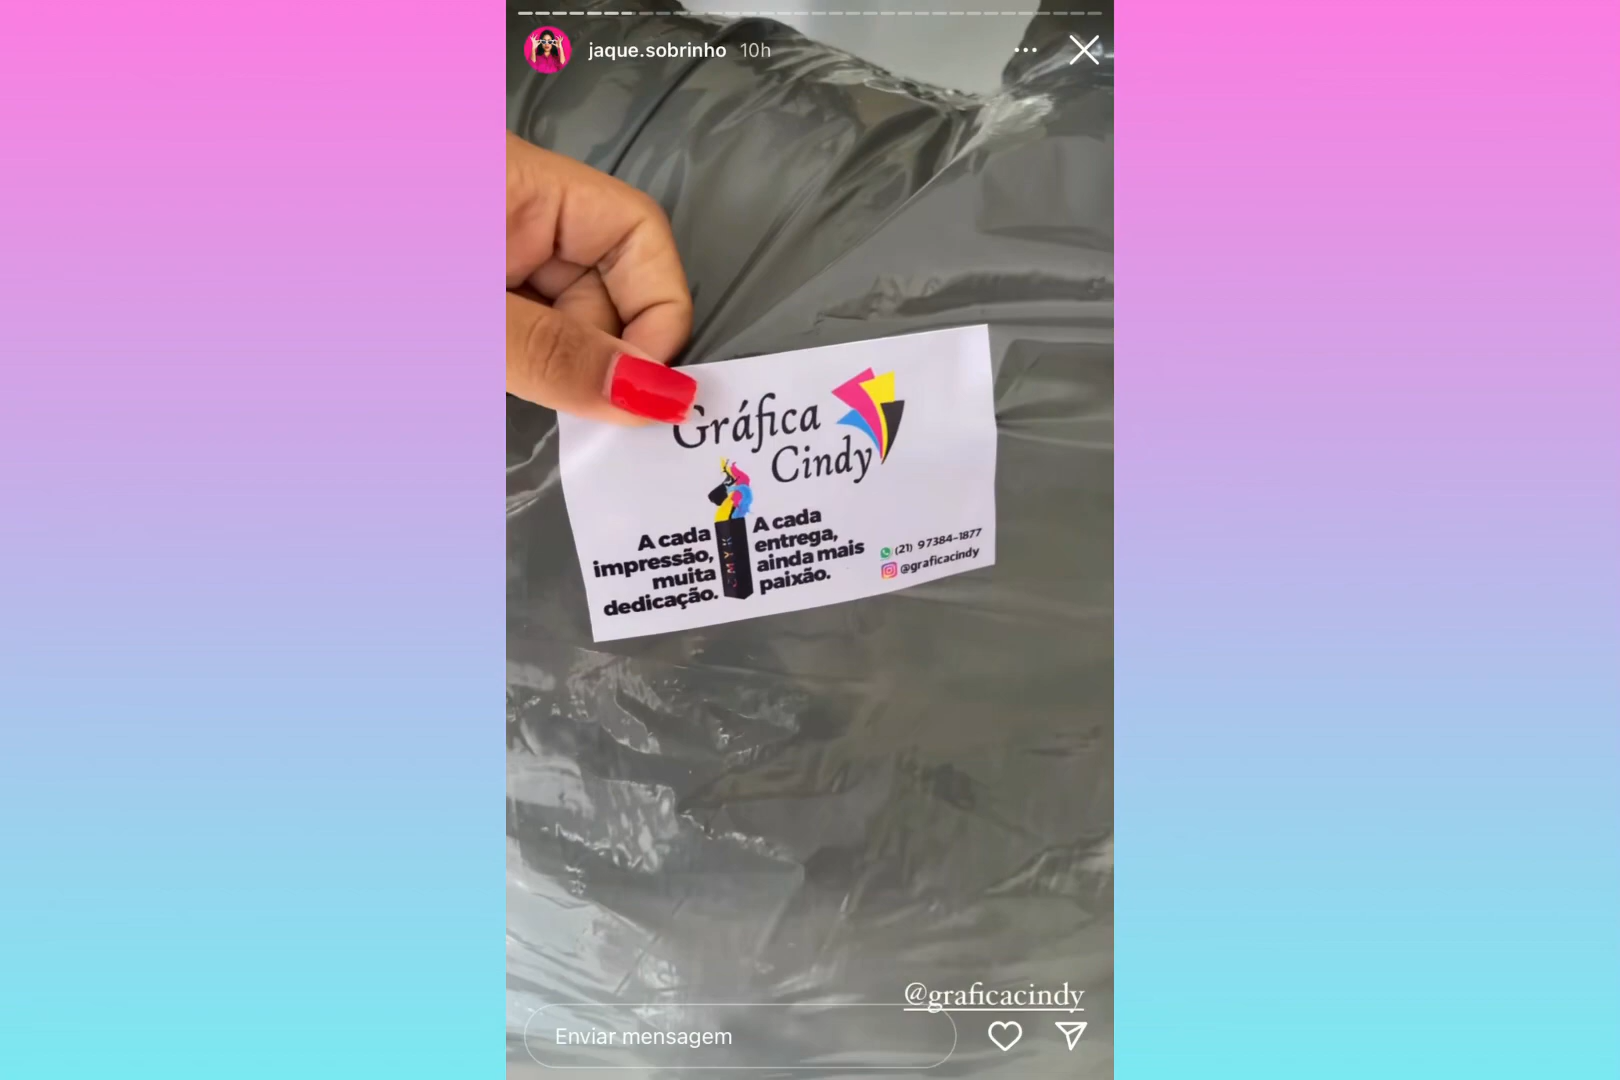 jaque.sobrinho 10h
Gráfica
Cindy
A cada
impressão,
muita
dedicação.
CMYK
A cada
entrega,
ainda mais
paixão.
(21) 97384-1877
@graficacindy
@graficacindy
Enviar mensagem